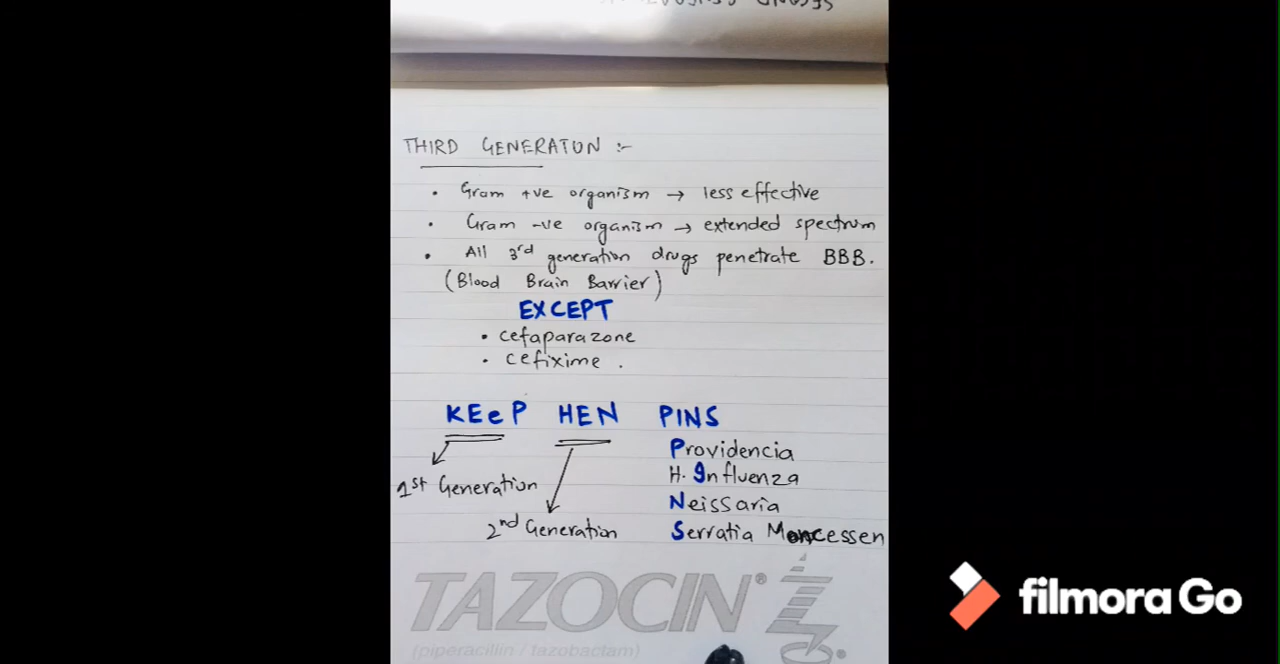 THIRD GENERATUN :-
• Gram +ve organism → less effective
• Gram -ve organism → extended spectrum
• All 3rd generation drugs penetrate BBB.
(Blood Brain Barrier)
EXCEPT
• cefaparazone
• cefixime .
KEeP HEN PINS
Providencia
H. Influenza
1st Generation
Neissaria
2nd Generation
Serratia Moncessen
TAZOCIN®
(piperacillin / tazobactam)
filmora Go